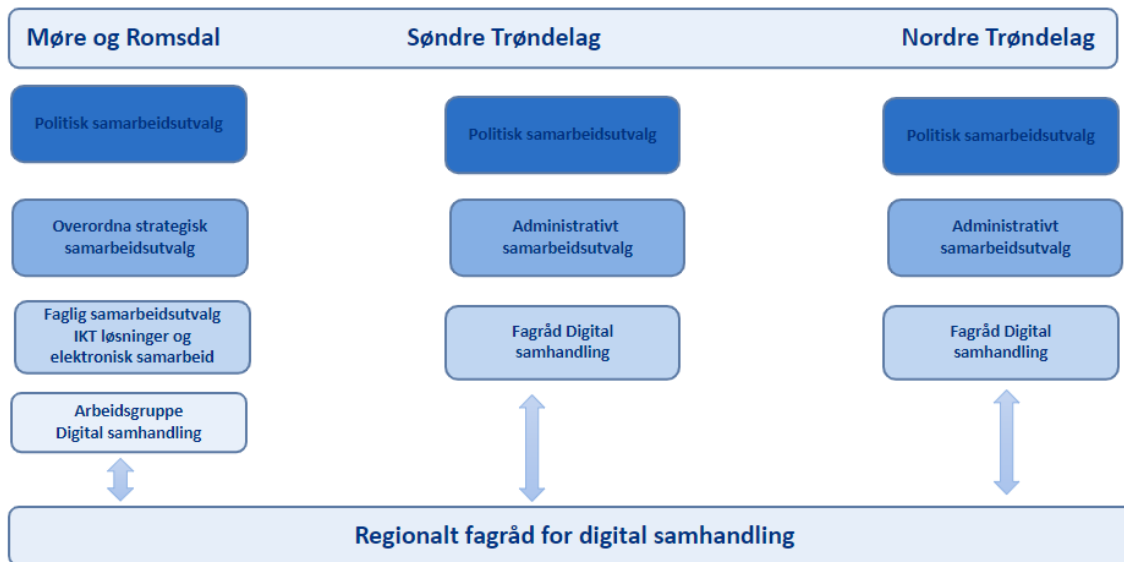 Møre og Romsdal
Søndre Trøndelag
Nordre Trøndelag
Politisk samarbeidsutvalg
Politisk samarbeidsutvalg
Politisk samarbeidsutvalg
Overordna strategisk
samarbeidsutvalg
Administrativt
samarbeidsutvalg
Administrativt
samarbeidsutvalg
Faglig samarbeidsutvalg
IKT løsninger og
elektronisk samarbeid
Fagråd Digital
samhandling
Fagråd Digital
samhandling
Arbeidsgruppe
Digital samhandling
Regionalt fagråd for digital samhandling